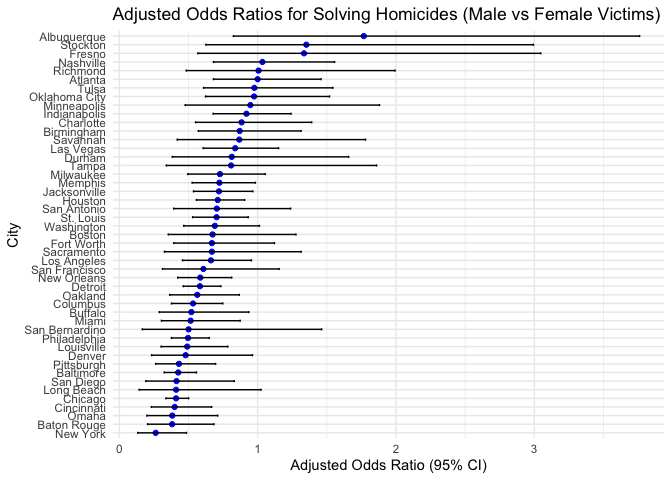 Adjusted Odds Ratios for Solving Homicides (Male vs Female Victims)
City
Albuquerque
Stockton
Fresno
Nashville
Richmond
Atlanta
Tulsa
Oklahoma City
Minneapolis
Indianapolis
Charlotte
Birmingham
Savannah
Las Vegas
Durham
Tampa
Milwaukee
Memphis
Jacksonville
Houston
San Antonio
St. Louis
Washington
Boston
Fort Worth
Sacramento
Los Angeles
San Francisco
New Orleans
Detroit
Oakland
Columbus
Buffalo
Miami
San Bernardino
Philadelphia
Louisville
Denver
Pittsburgh
Baltimore
San Diego
Long Beach
Chicago
Cincinnati
Omaha
Baton Rouge
New York
0 1 2 3
Adjusted Odds Ratio (95% CI)